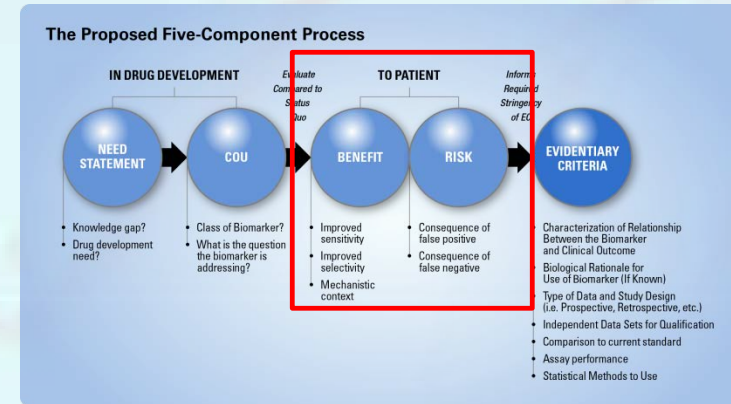 The Proposed Five-Component Process
IN DRUG DEVELOPMENT
Evaluate
Compared to
Status
Quo
TO PATIENT
Informs
Required
Stringency
of EC
NEED
STATEMENT
COU
BENEFIT
RISK
EVIDENTIARY
CRITERIA
• Knowledge gap?
• Drug development
need?
• Class of Biomarker?
• What is the question
the biomarker is
addressing?
• Improved
sensitivity
• Improved
selectivity
• Mechanistic
context
• Consequence of
false positive
• Consequence of
false negative
• Characterization of Relationship
Between the Biomarker
and Clinical Outcome
• Biological Rationale for
Use of Biomarker (If Known)
• Type of Data and Study Design
(i.e. Prospective, Retrospective, etc.)
• Independent Data Sets for Qualification
• Comparison to current standard
• Assay performance
• Statistical Methods to Use